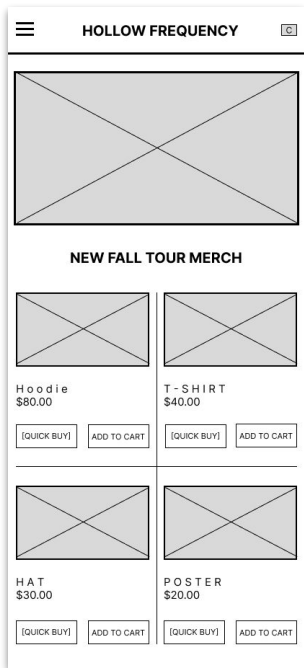 HOLLOW FREQUENCY C
NEW FALL TOUR MERCH
Hoodie
$80.00
[QUICK BUY] ADD TO CART
T-SHIRT
$40.00
[QUICK BUY] ADD TO CART
HAT
$30.00
[QUICK BUY] ADD TO CART
POSTER
$20.00
[QUICK BUY] ADD TO CART